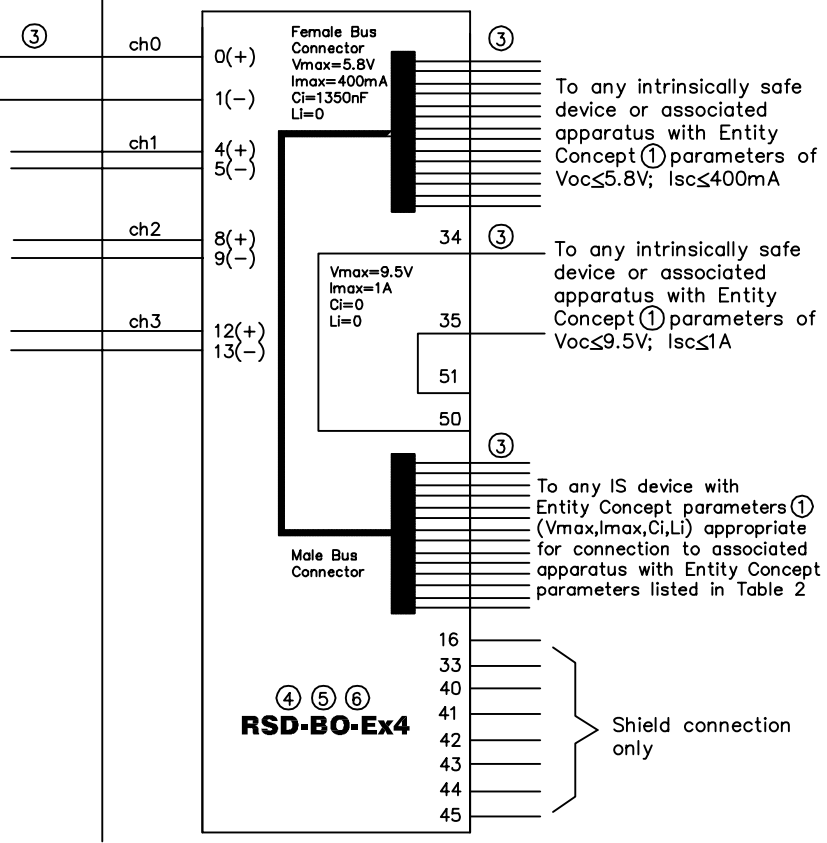 ③
ch0
0(+)
1(−)
ch1
4(+)
5(−)
ch2
8(+)
9(−)
ch3
12(+)
13(−)
Female Bus
Connector
Vmax=5.8V
Imax=400mA
Ci=1350nF
Li=0
③
To any intrinsically safe
device or associated
apparatus with Entity
Concept ① parameters of
Voc≤5.8V; Isc≤400mA
34
③
Vmax=9.5V
Imax=1A
Ci=0
Li=0
35
51
50
To any intrinsically safe
device or associated
apparatus with Entity
Concept ① parameters of
Voc≤9.5V; Isc≤1A
③
Male Bus
Connector
To any IS device with
Entity Concept parameters ①
(Vmax,Imax,Ci,Li) appropriate
for connection to associated
apparatus with Entity Concept
parameters listed in Table 2
16
33
40
41
42
43
44
45
Shield connection
only
④ ⑤ ⑥
RSD-BO-Ex4